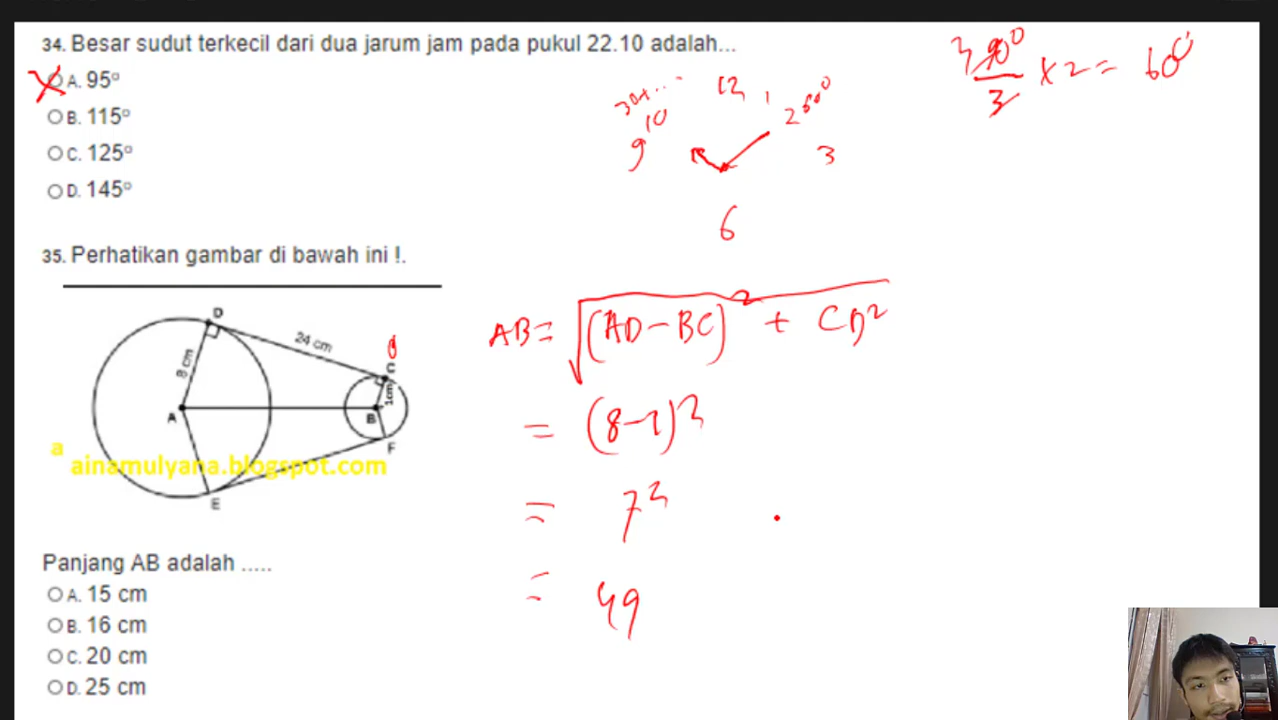 34. Besar sudut terkecil dari dua jarum jam pada pukul 22.10 adalah...
A. 95°
B. 115°
C. 125°
D. 145°
12
1
2 60°
10
9
3
6
× 2 = 60°
35. Perhatikan gambar di bawah ini !.
D
24 cm
8 cm
C
1cm
A
B
F
E
a
ainamulyana.blogspot.com
AB = √(AD - BC)² + CD²
= (8-1)²
= 7²
= 49
Panjang AB adalah .....
A. 15 cm
B. 16 cm
C. 20 cm
D. 25 cm